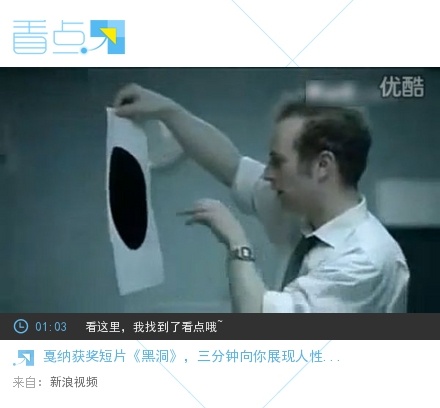 看点
优酷
01:03 看这里，我找到了看点哦~
戛纳获奖短片《黑洞》，三分钟向你展现人性...
来自：新浪视频